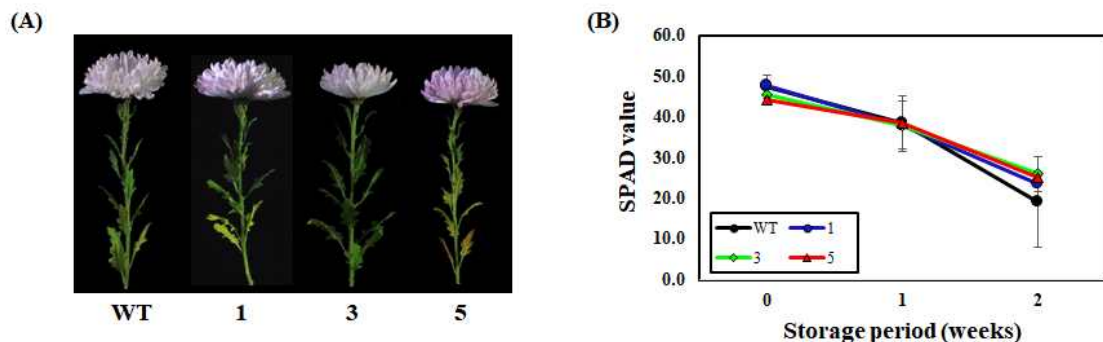 (A)
WT 1 3 5
(B)
SPAD value
60.0
50.0
40.0
30.0
20.0
10.0
0.0
WT 1
3 5
0 1 2
Storage period (weeks)